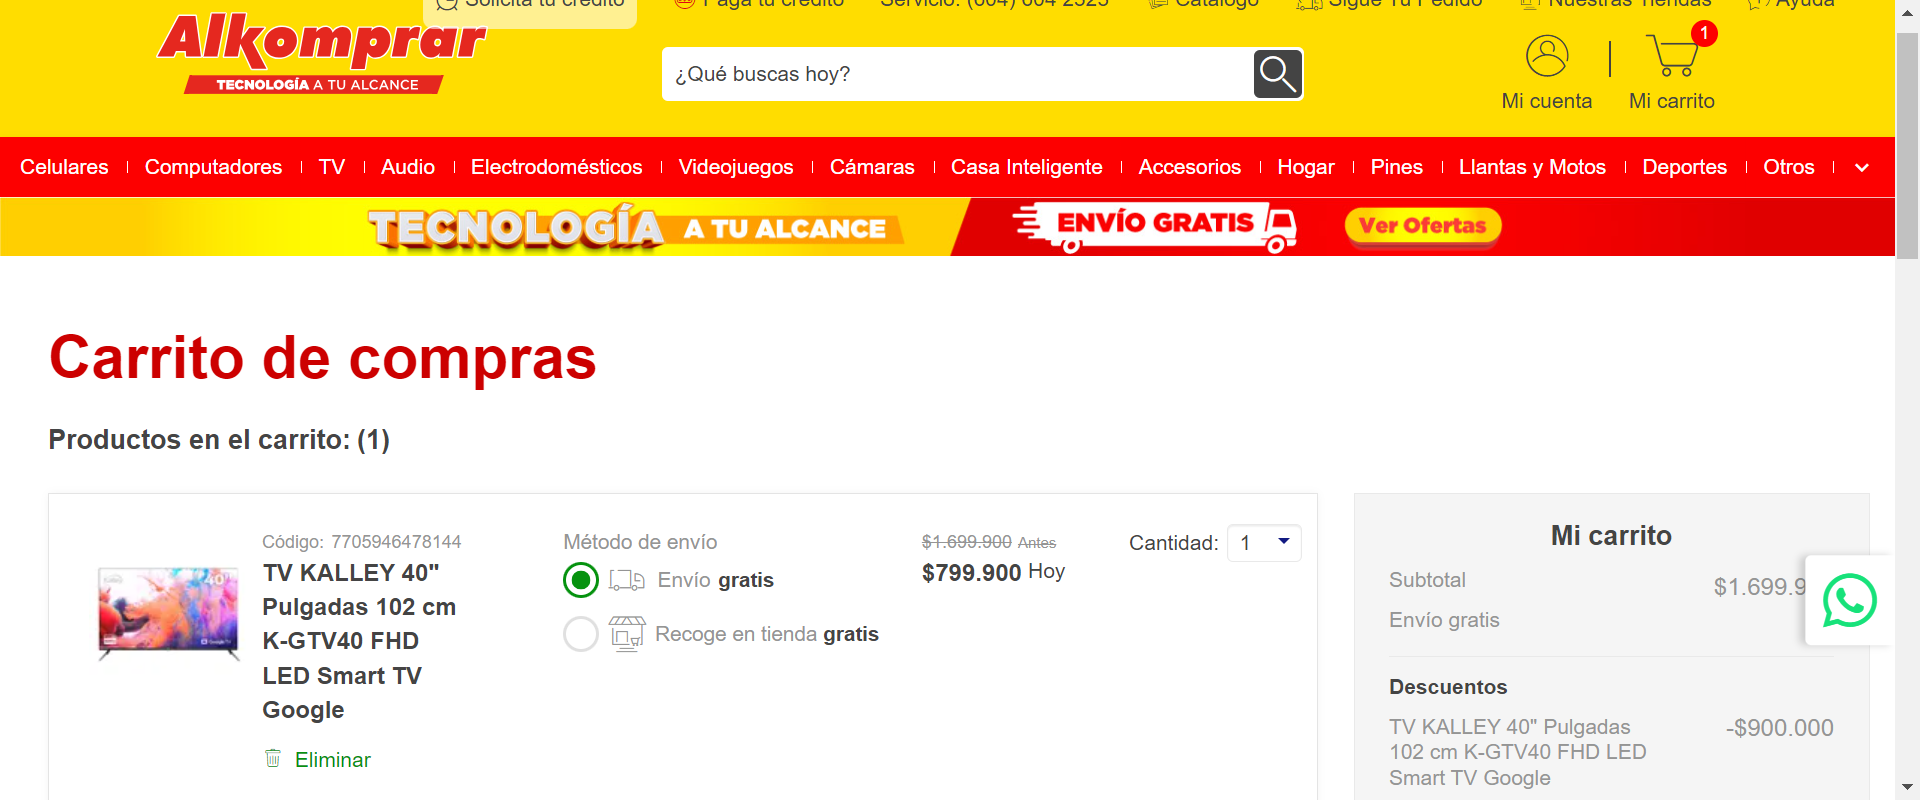 Solicita tu crédito
Paga tu crédito
Servicio: (604) 604 2323
Catálogo
Sigue Tu Pedido
Nuestras Tiendas
Ayuda
Alkomprar
TECNOLOGÍA A TU ALCANCE
¿Qué buscas hoy?
Mi cuenta
1
Mi carrito
Celulares
Computadores
TV
Audio
Electrodomésticos
Videojuegos
Cámaras
Casa Inteligente
Accesorios
Hogar
Pines
Llantas y Motos
Deportes
Otros
TECNOLOGÍA A TU ALCANCE
ENVÍO GRATIS
Ver Ofertas
Carrito de compras
Productos en el carrito: (1)
Código: 7705946478144
TV KALLEY 40"
Pulgadas 102 cm
K-GTV40 FHD
LED Smart TV
Google
Eliminar
Método de envío
Envío gratis
Recoge en tienda gratis
$1.699.900 Antes
$799.900 Hoy
Cantidad: 1
Mi carrito
Subtotal
$1.699.9
Envío gratis
Descuentos
TV KALLEY 40" Pulgadas
102 cm K-GTV40 FHD LED
Smart TV Google
-$900.000